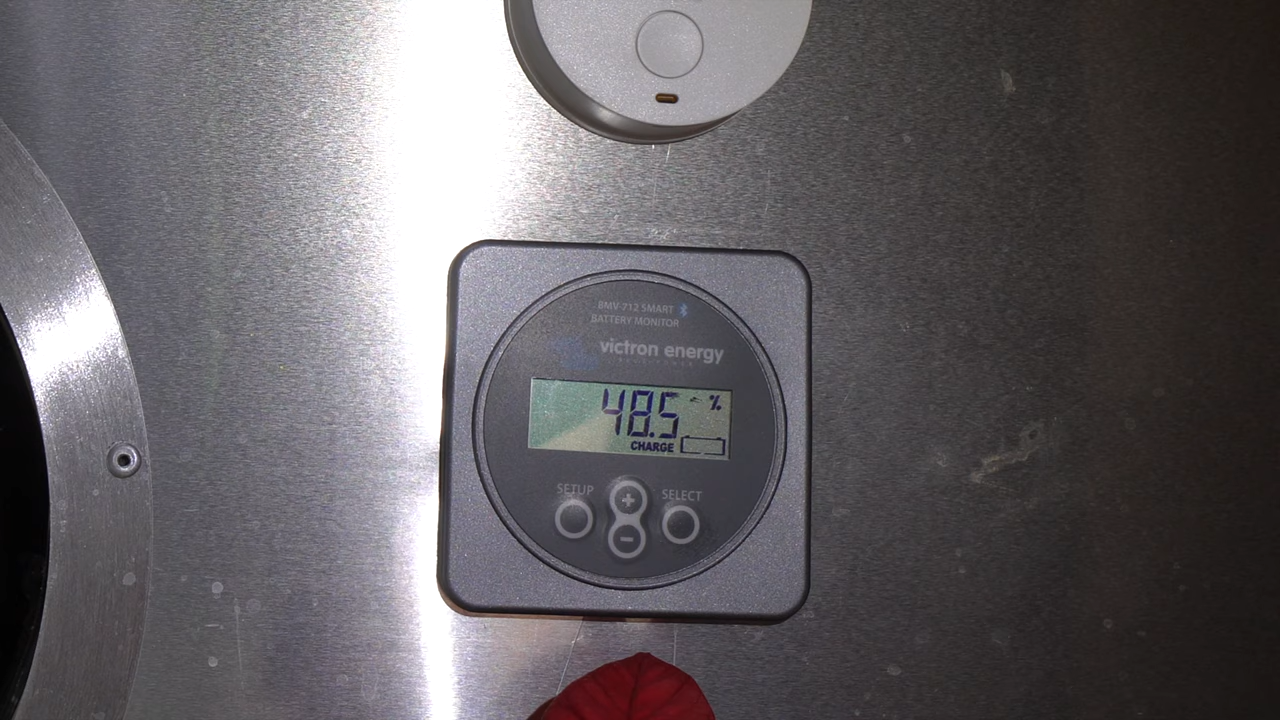 BMV-712 SMART
BATTERY MONITOR
victron energy
48.5 %
CHARGE
SETUP + SELECT
-